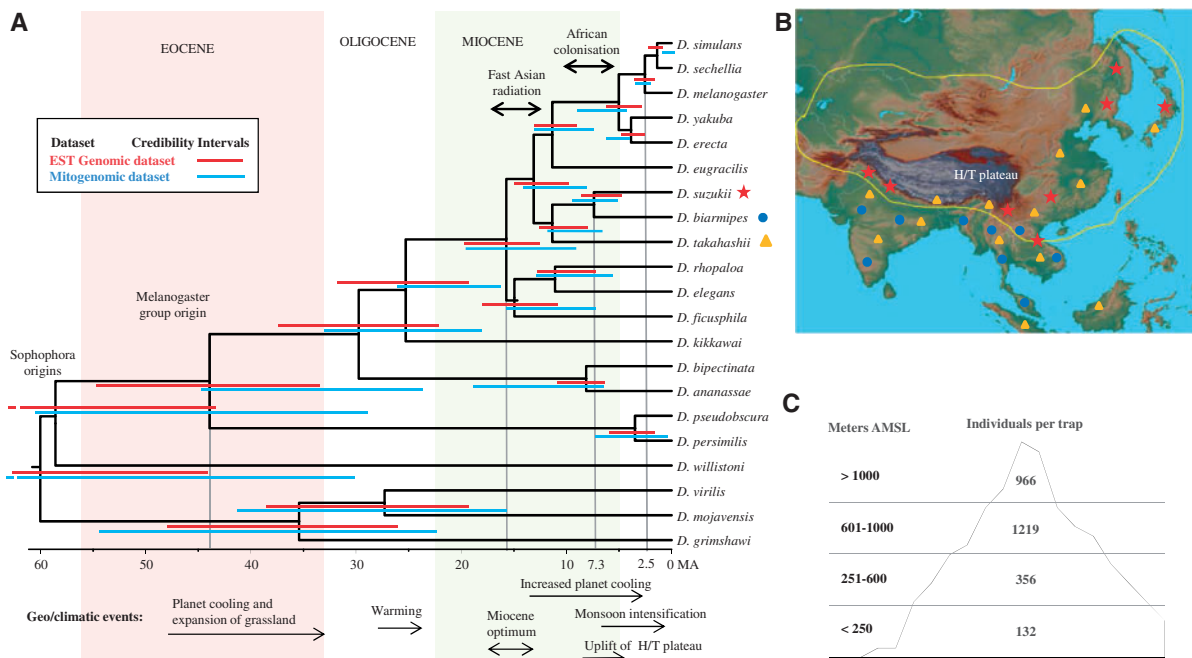 A
EOCENE
OLIGOCENE
MIOCENE
African
colonisation
Fast Asian
radiation
Dataset Credibility Intervals
EST Genomic dataset
Mitogenomic dataset
Melanogaster
group origin
Sophophora
origins
D. simulans
D. sechellia
D. melanogaster
D. yakuba
D. erecta
D. eugracilis
D. suzukii
D. biarmipes
D. takahashii
D. rhopaloa
D. elegans
D. ficusphila
D. kikkawai
D. bipectinata
D. ananassae
D. pseudobscura
D. persimilis
D. willistoni
D. virilis
D. mojavensis
D. grimshawi
60 40 30 20 10 7.3 2.5 0 MA
Geo/climatic events:
Planet cooling and
expansion of grassland
Warming
Miocene
optimum
Increased planet cooling
Monsoon intensification
Uplift of H/T plateau
B
H/T plateau
C
Meters AMSL Individuals per trap
> 1000 966
601-1000 1219
251-600 356
< 250 132